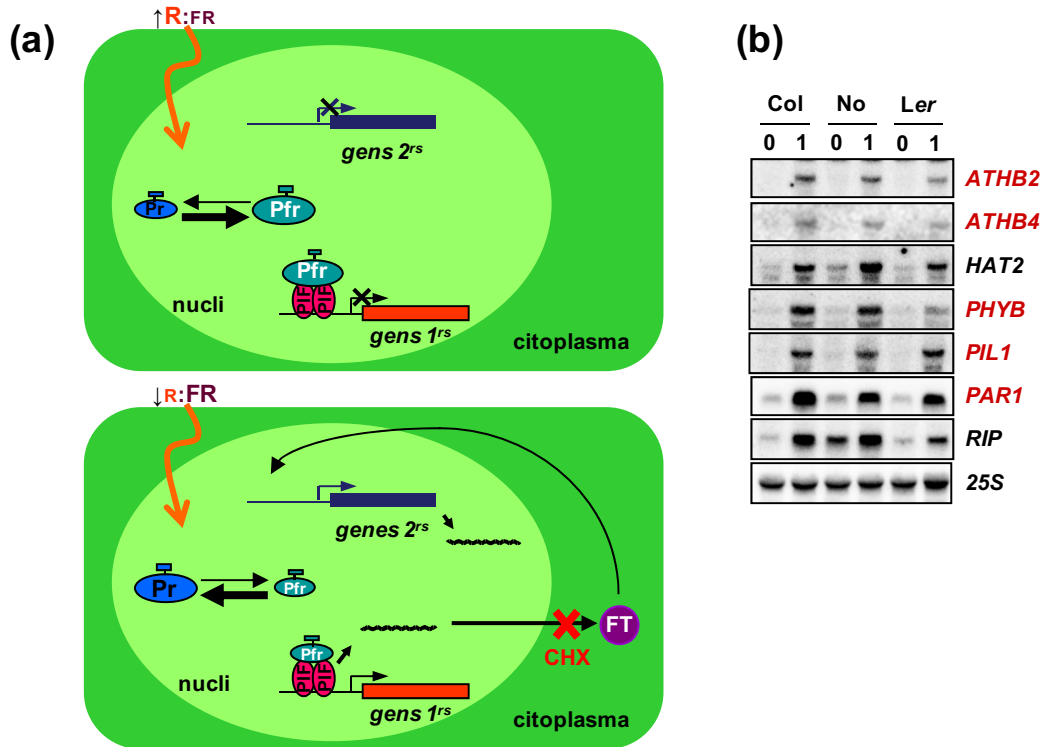 (a)
↑R:FR
gens 2rs
Pr
Pfr
Pfr
PIF PIF
nucli
gens 1rs
citoplasma
↓R:FR
genes 2rs
Pr
Pfr
Pfr
PIF PIF
nucli
gens 1rs
FT
CHX
citoplasma
(b)
Col No Ler
0 1 0 1 0 1
ATHB2
ATHB4
HAT2
PHYB
PIL1
PAR1
RIP
25S